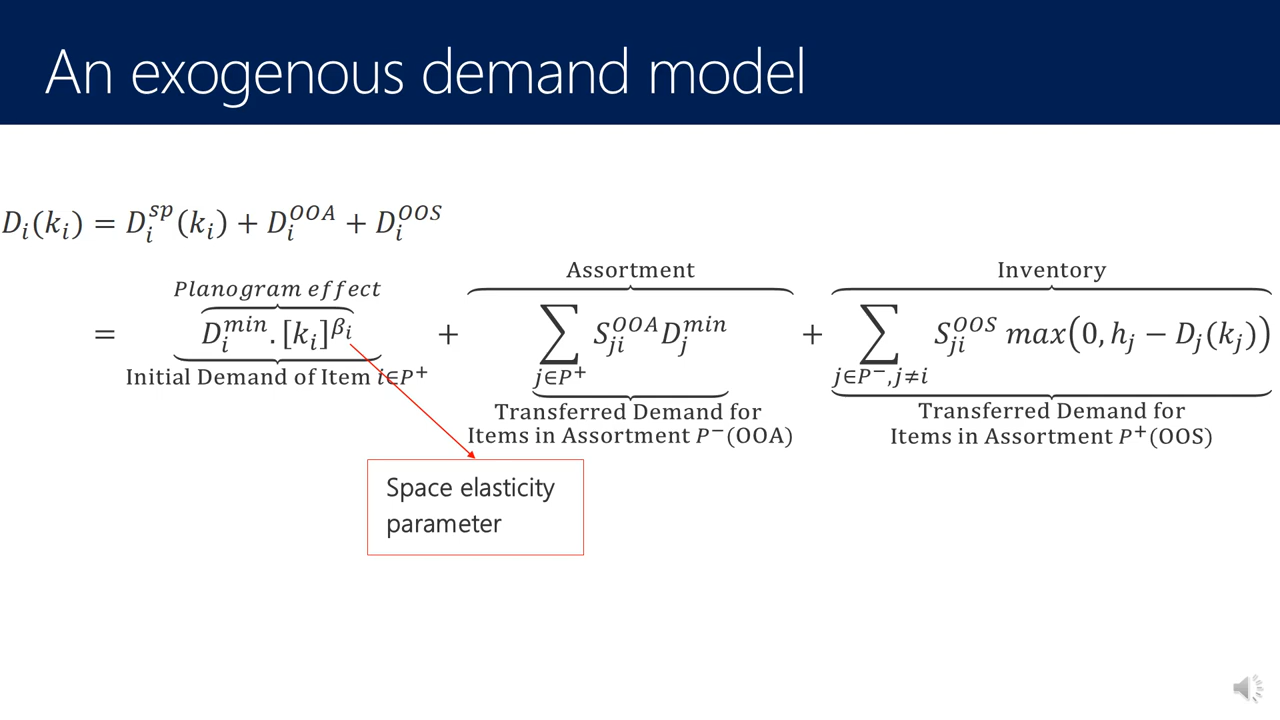 An exogenous demand model
D_i(k_i) = D_i^{sp}(k_i) + D_i^{OOA} + D_i^{OOS}
Planogram effect
Assortment
Inventory
= D_i^{min} . [k_i]^{β_i} + ∑_{j∈P^+} S_{ji}^{OOA} D_j^{min} + ∑_{j∈P^-, j≠i} S_{ji}^{OOS} max(0, h_j − D_j(k_j))
Initial Demand of Item i∈P^+
Transferred Demand for
Items in Assortment P^-(OOA)
Transferred Demand for
Items in Assortment P^+(OOS)
Space elasticity
parameter